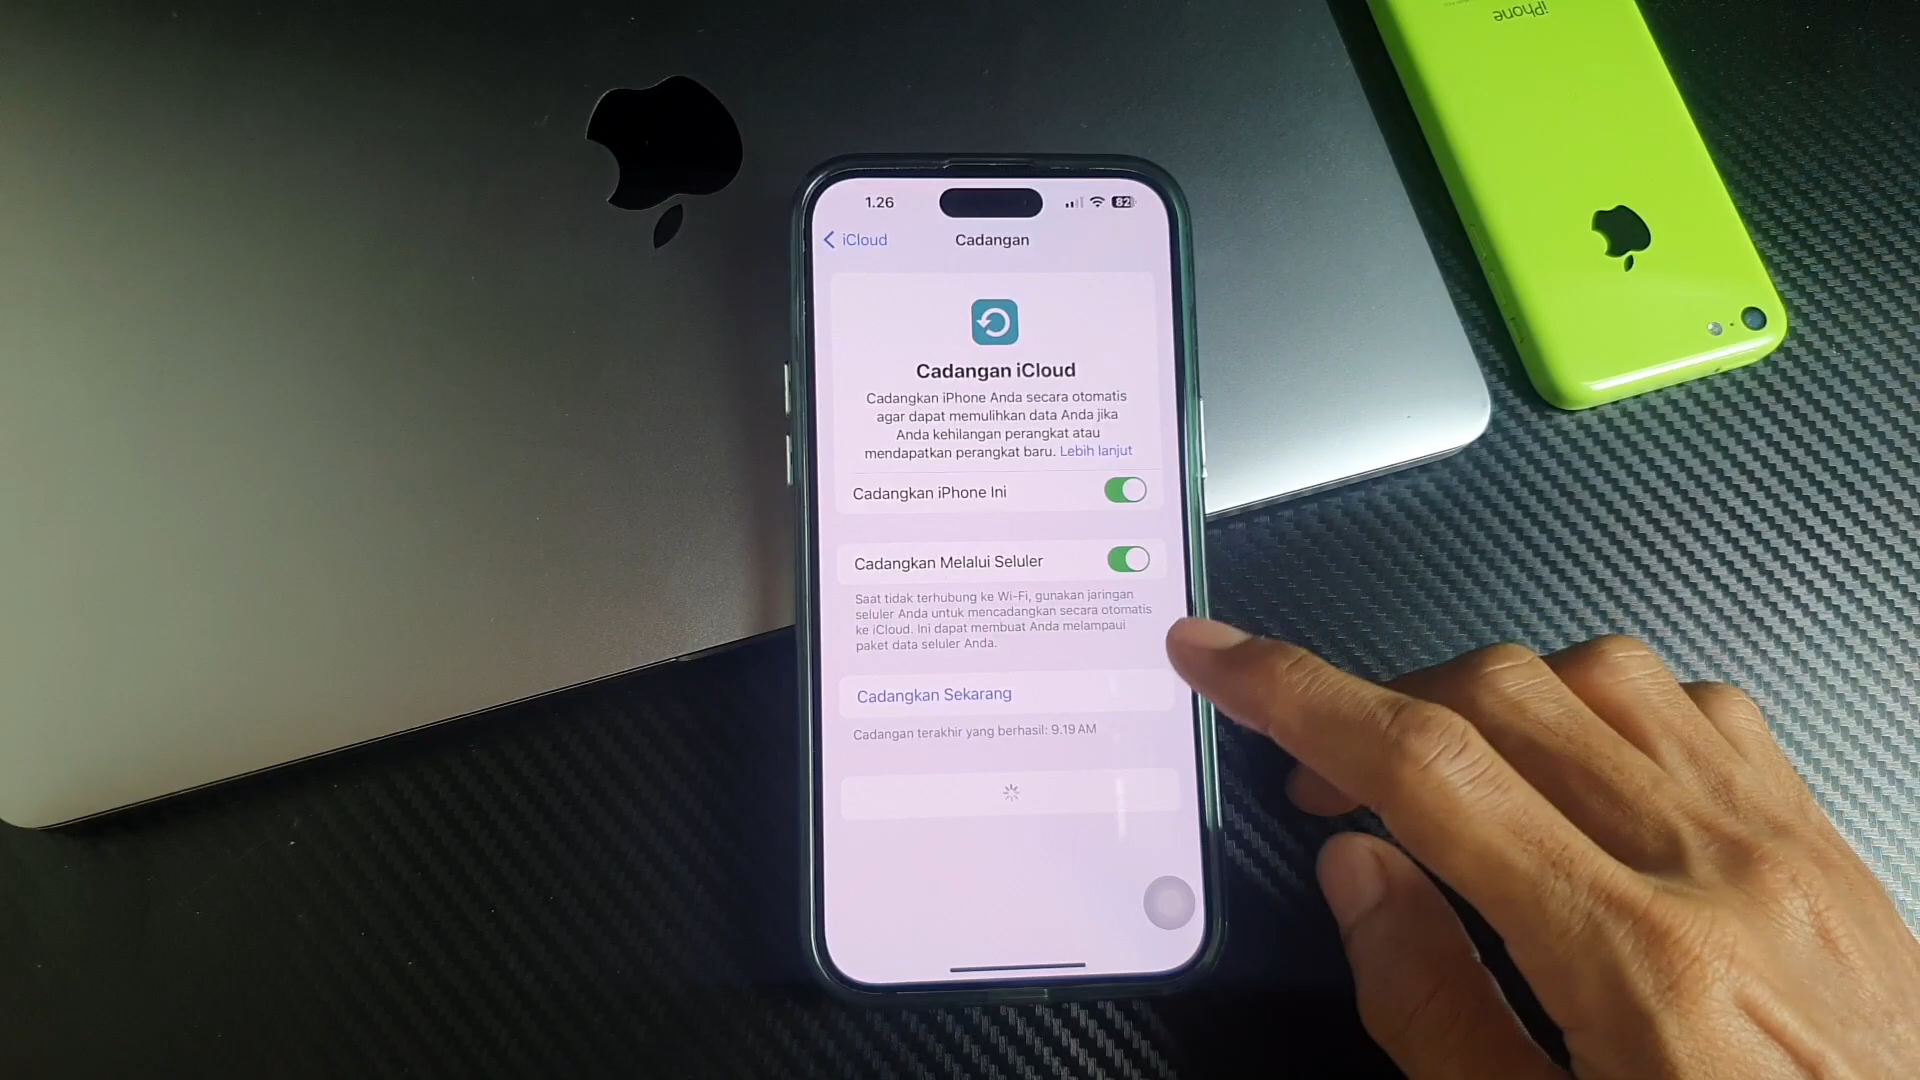 iPhone
1.26
82
iCloud
Cadangan
Cadangan iCloud
Cadangkan iPhone Anda secara otomatis
agar dapat memulihkan data Anda jika
Anda kehilangan perangkat atau
mendapatkan perangkat baru. Lebih lanjut
Cadangkan iPhone Ini
Cadangkan Melalui Seluler
Saat tidak terhubung ke Wi-Fi, gunakan jaringan
seluler Anda untuk mencadangkan secara otomatis
ke iCloud. Ini dapat membuat Anda melampaui
paket data seluler Anda.
Cadangkan Sekarang
Cadangan terakhir yang berhasil: 9.19 AM